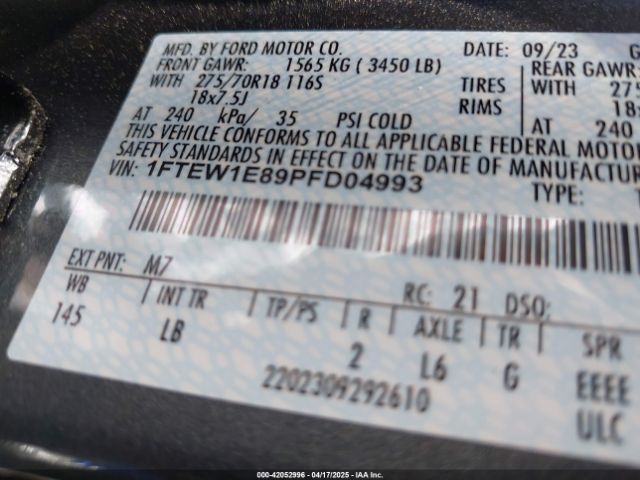 MFD. BY FORD MOTOR CO. DATE: 09/23 G
FRONT GAWR: 1565 KG ( 3450 LB) REAR GAWR:
WITH 275/70R18 116S TIRES WITH 275
18x7.5J RIMS 18x
AT 240 kPa/ 35 PSI COLD AT 240
THIS VEHICLE CONFORMS TO ALL APPLICABLE FEDERAL MOTOR
SAFETY STANDARDS IN EFFECT ON THE DATE OF MANUFACTUR
VIN: 1FTEW1E89PFD04993 TYPE:
EXT PNT: M7 RC: 21 DSO:
WB INT TR TP/PS R AXLE TR SPR
145 LB 2 L6 G EEEE
2202309292610 ULC
000-42052996 - 04/17/2025 - IAAI.COM